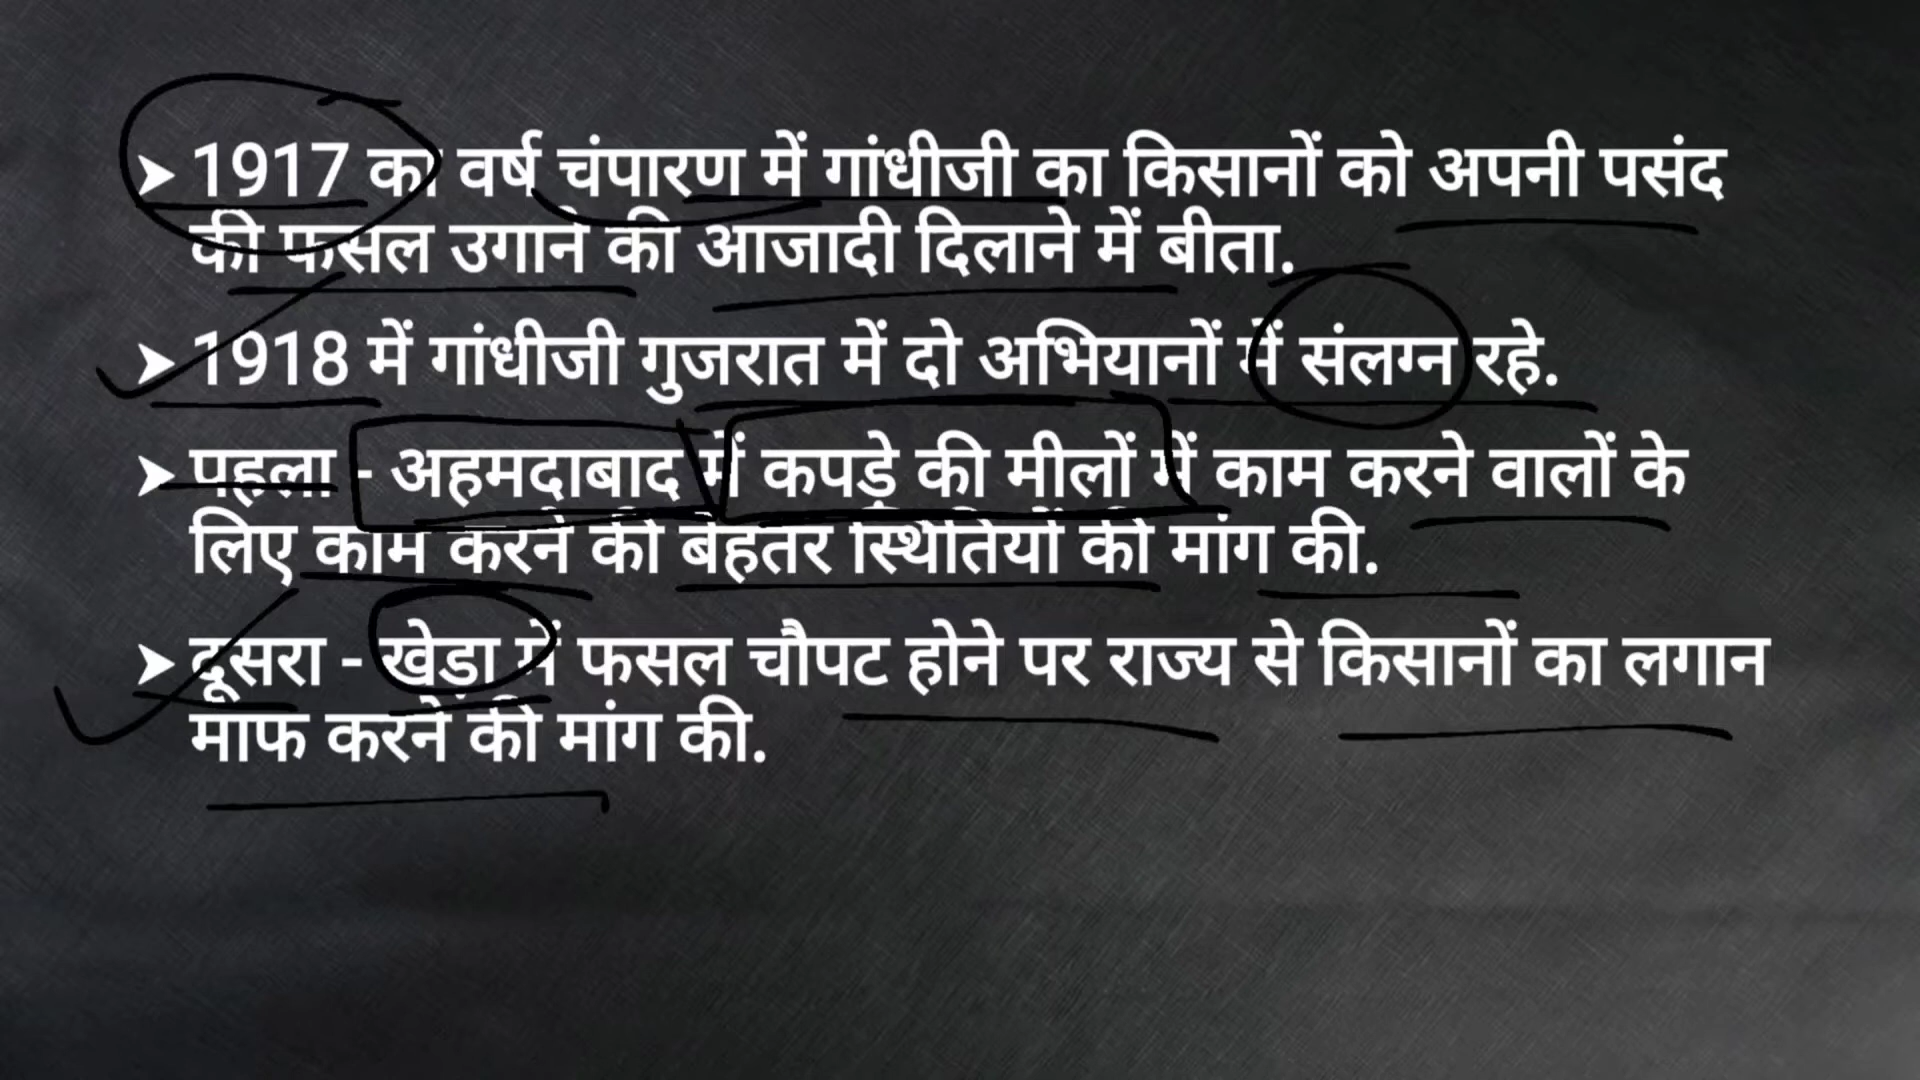 ➤ 1917 का वर्ष चंपारण में गांधीजी का किसानों को अपनी पसंद
की फसल उगाने की आजादी दिलाने में बीता.
➤ 1918 में गांधीजी गुजरात में दो अभियानों में संलग्न रहे.
➤ पहला - अहमदाबाद में कपड़े की मीलों में काम करने वालों के
लिए काम करने की बेहतर स्थितियों की मांग की.
➤ दूसरा - खेडा में फसल चौपट होने पर राज्य से किसानों का लगान
माफ करने की मांग की.